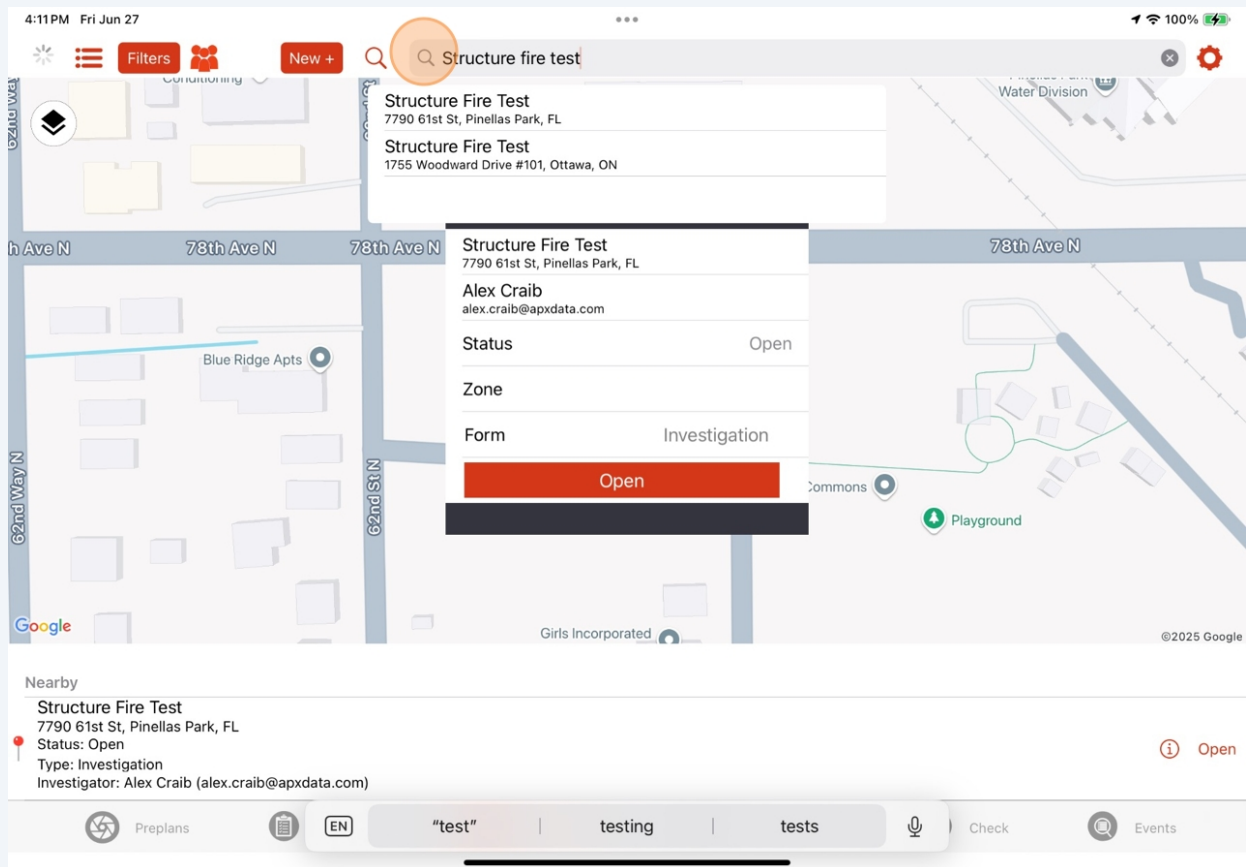 4:11 PM Fri Jun 27
100%
Filters
New +
Structure fire test
Conditioning
Water Division
Structure Fire Test
7790 61st St, Pinellas Park, FL
Structure Fire Test
1755 Woodward Drive #101, Ottawa, ON
h Ave N
78th Ave N
78th Ave N
78th Ave N
Structure Fire Test
7790 61st St, Pinellas Park, FL
Alex Craib
alex.craib@apxdata.com
Status
Open
Zone
Form
Investigation
Open
Blue Ridge Apts
62nd Way N
62nd St N
Commons
Playground
Google
Girls Incorporated
©2025 Google
Nearby
Structure Fire Test
7790 61st St, Pinellas Park, FL
Status: Open
Type: Investigation
Investigator: Alex Craib (alex.craib@apxdata.com)
Open
Preplans
EN
"test"
testing
tests
Check
Events